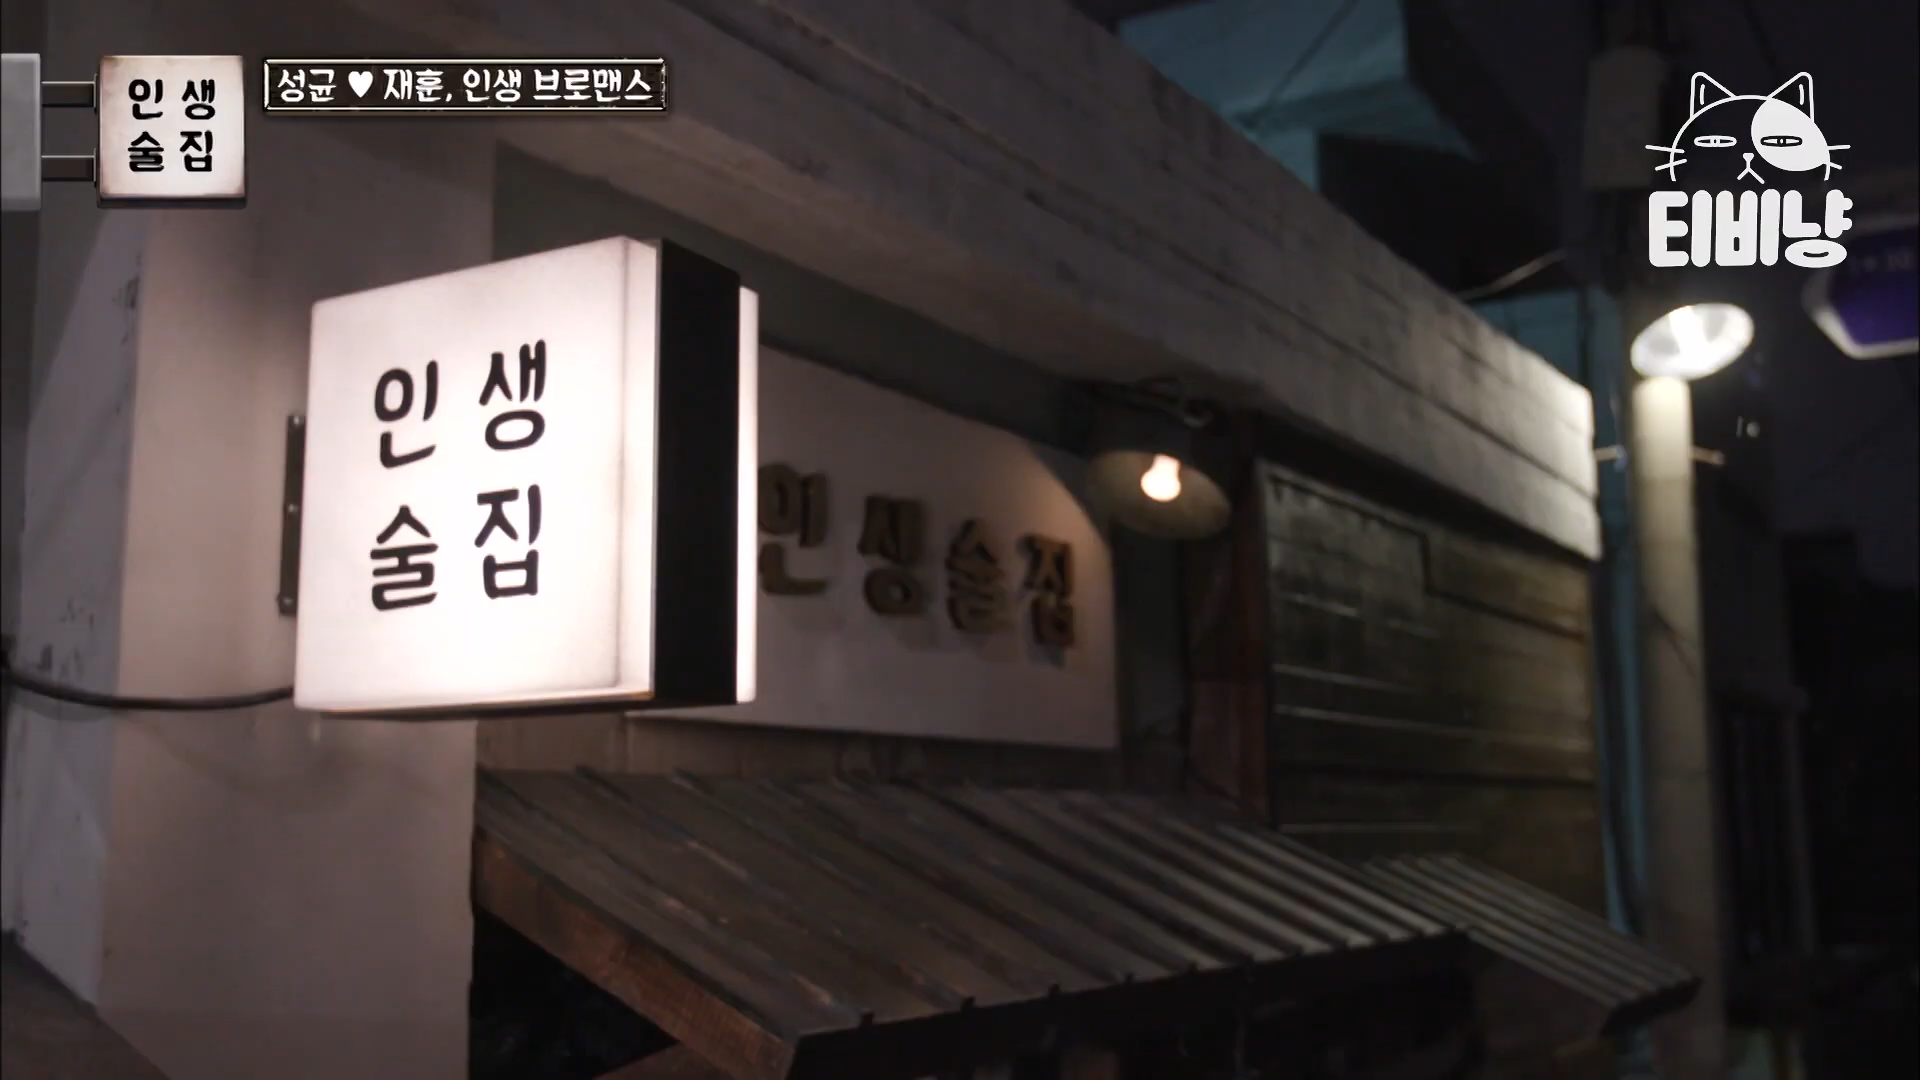 인생
술집
성균 ♥ 재훈, 인생 브로맨스
티비냥
인생
술집
인생술집